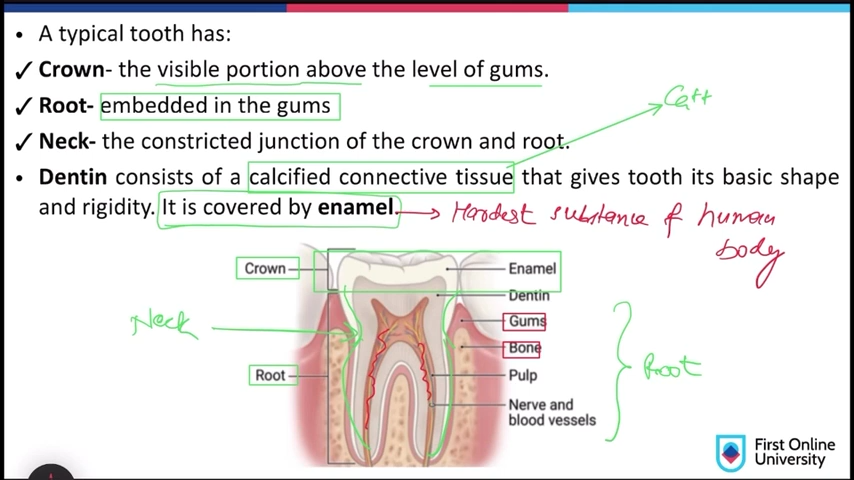 • A typical tooth has:
✓ Crown- the visible portion above the level of gums.
✓ Root- embedded in the gums
Ca++
✓ Neck- the constricted junction of the crown and root.
• Dentin consists of a calcified connective tissue that gives tooth its basic shape
and rigidity. It is covered by enamel.
Hardest substance of human
body
Crown
Enamel
Dentin
Neck
Gums
Bone
Root
Pulp
Root
Nerve and
blood vessels
First Online
University